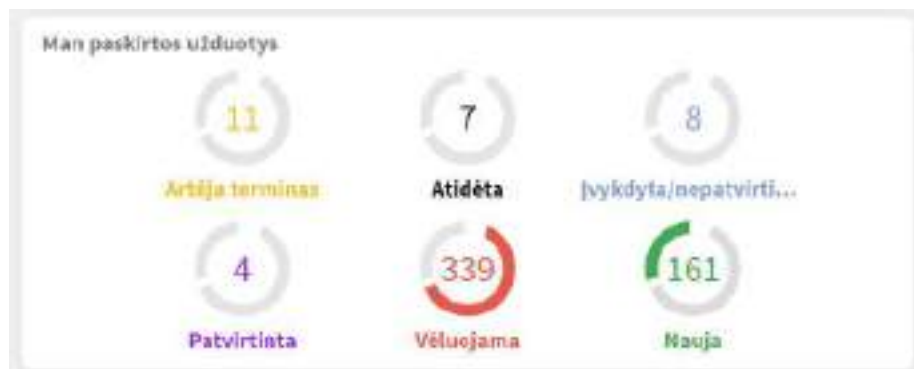 Man paskirtos užduotys
11 7 8
Artėja terminas Atidėta Įvykdyta/nepatvirti...
4 339 161
Patvirtinta Vėluojama Nauja